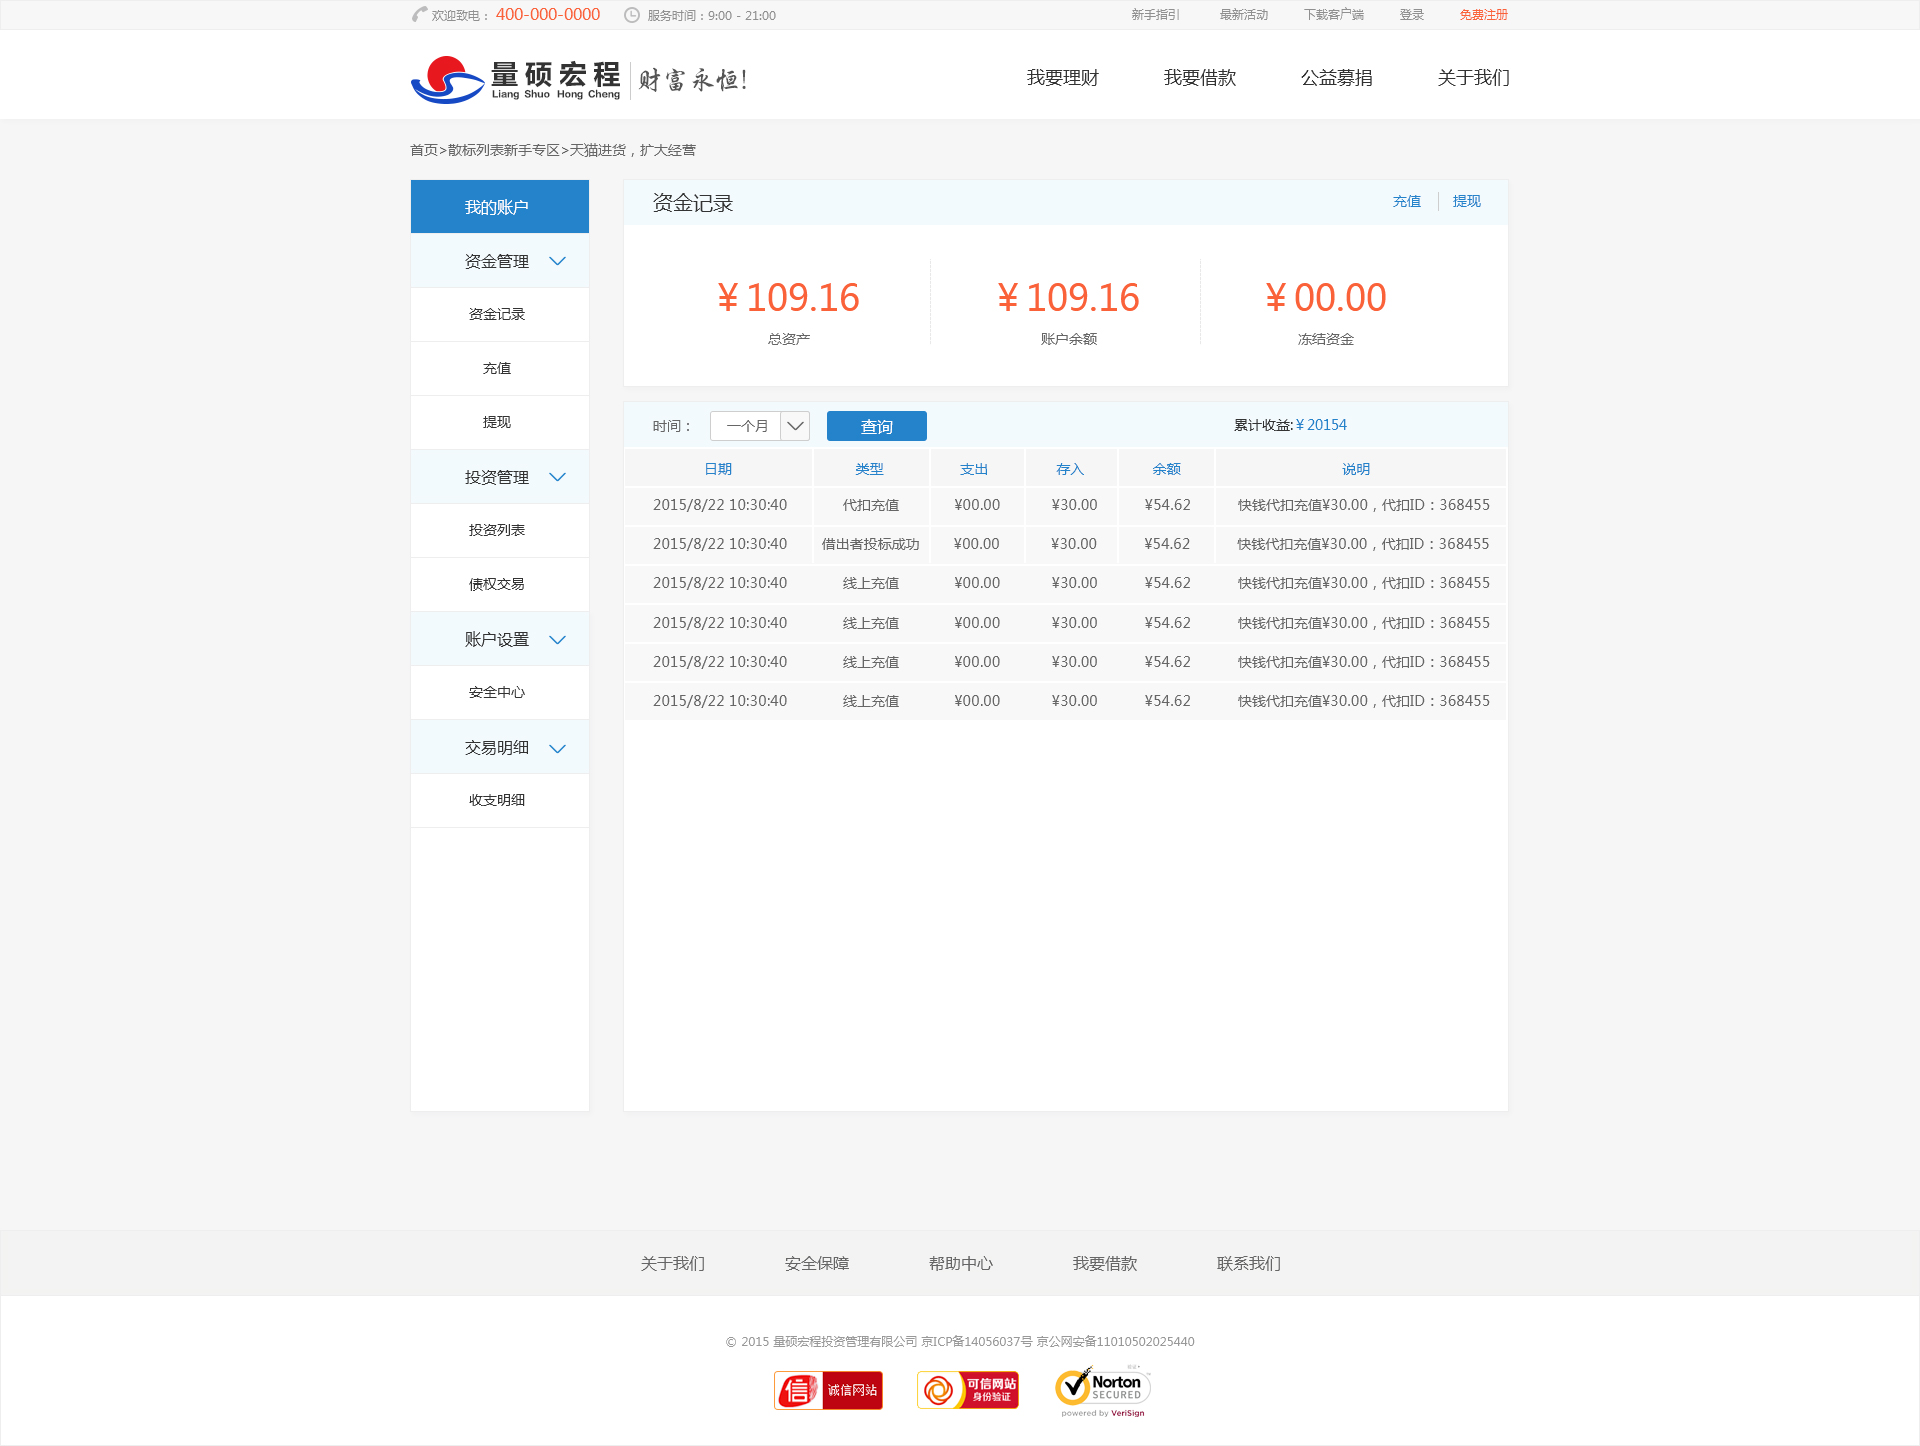 欢迎致电： 400-000-0000 服务时间：9:00 - 21:00 新手指引 最新活动 下载客户端 登录 免费注册
量硕宏程 财富永恒!
Liang Shuo Hong Cheng
我要理财 我要借款 公益募捐 关于我们
首页>散标列表新手专区>天猫进货，扩大经营
我的账户
资金管理
资金记录
充值
提现
投资管理
投资列表
债权交易
账户设置
安全中心
交易明细
收支明细
资金记录 充值 提现
¥ 109.16 ¥ 109.16 ¥ 00.00
总资产 账户余额 冻结资金
时间： 一个月 查询 累计收益:¥ 20154
日期 类型 支出 存入 余额 说明
2015/8/22 10:30:40 代扣充值 ¥00.00 ¥30.00 ¥54.62 快钱代扣充值¥30.00，代扣ID：368455
2015/8/22 10:30:40 借出者投标成功 ¥00.00 ¥30.00 ¥54.62 快钱代扣充值¥30.00，代扣ID：368455
2015/8/22 10:30:40 线上充值 ¥00.00 ¥30.00 ¥54.62 快钱代扣充值¥30.00，代扣ID：368455
2015/8/22 10:30:40 线上充值 ¥00.00 ¥30.00 ¥54.62 快钱代扣充值¥30.00，代扣ID：368455
2015/8/22 10:30:40 线上充值 ¥00.00 ¥30.00 ¥54.62 快钱代扣充值¥30.00，代扣ID：368455
2015/8/22 10:30:40 线上充值 ¥00.00 ¥30.00 ¥54.62 快钱代扣充值¥30.00，代扣ID：368455
关于我们 安全保障 帮助中心 我要借款 联系我们
© 2015 量硕宏程投资管理有限公司 京ICP备14056037号 京公网安备11010502025440
信 诚信网站
可信网站
身份验证
Norton
SECURED
powered by VeriSign